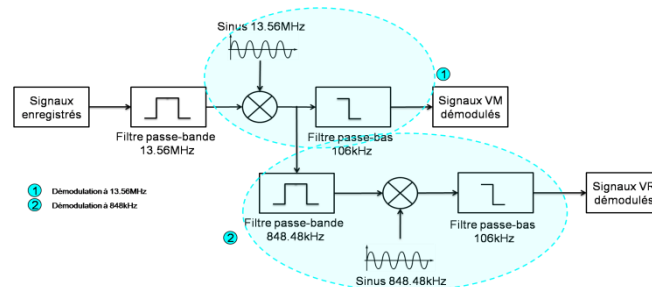 Sinus 13.56MHz
1
Signaux
enregistrés
Filtre passe-bande
13.56MHz
Filtre passe-bas
106kHz
Signaux VM
démodulés
1 Démodulation à 13.56MHz
2 Démodulation à 848kHz
Filtre passe-bande
848.48kHz
Filtre passe-bas
106kHz
Signaux VR
démodulés
2
Sinus 848.48kHz